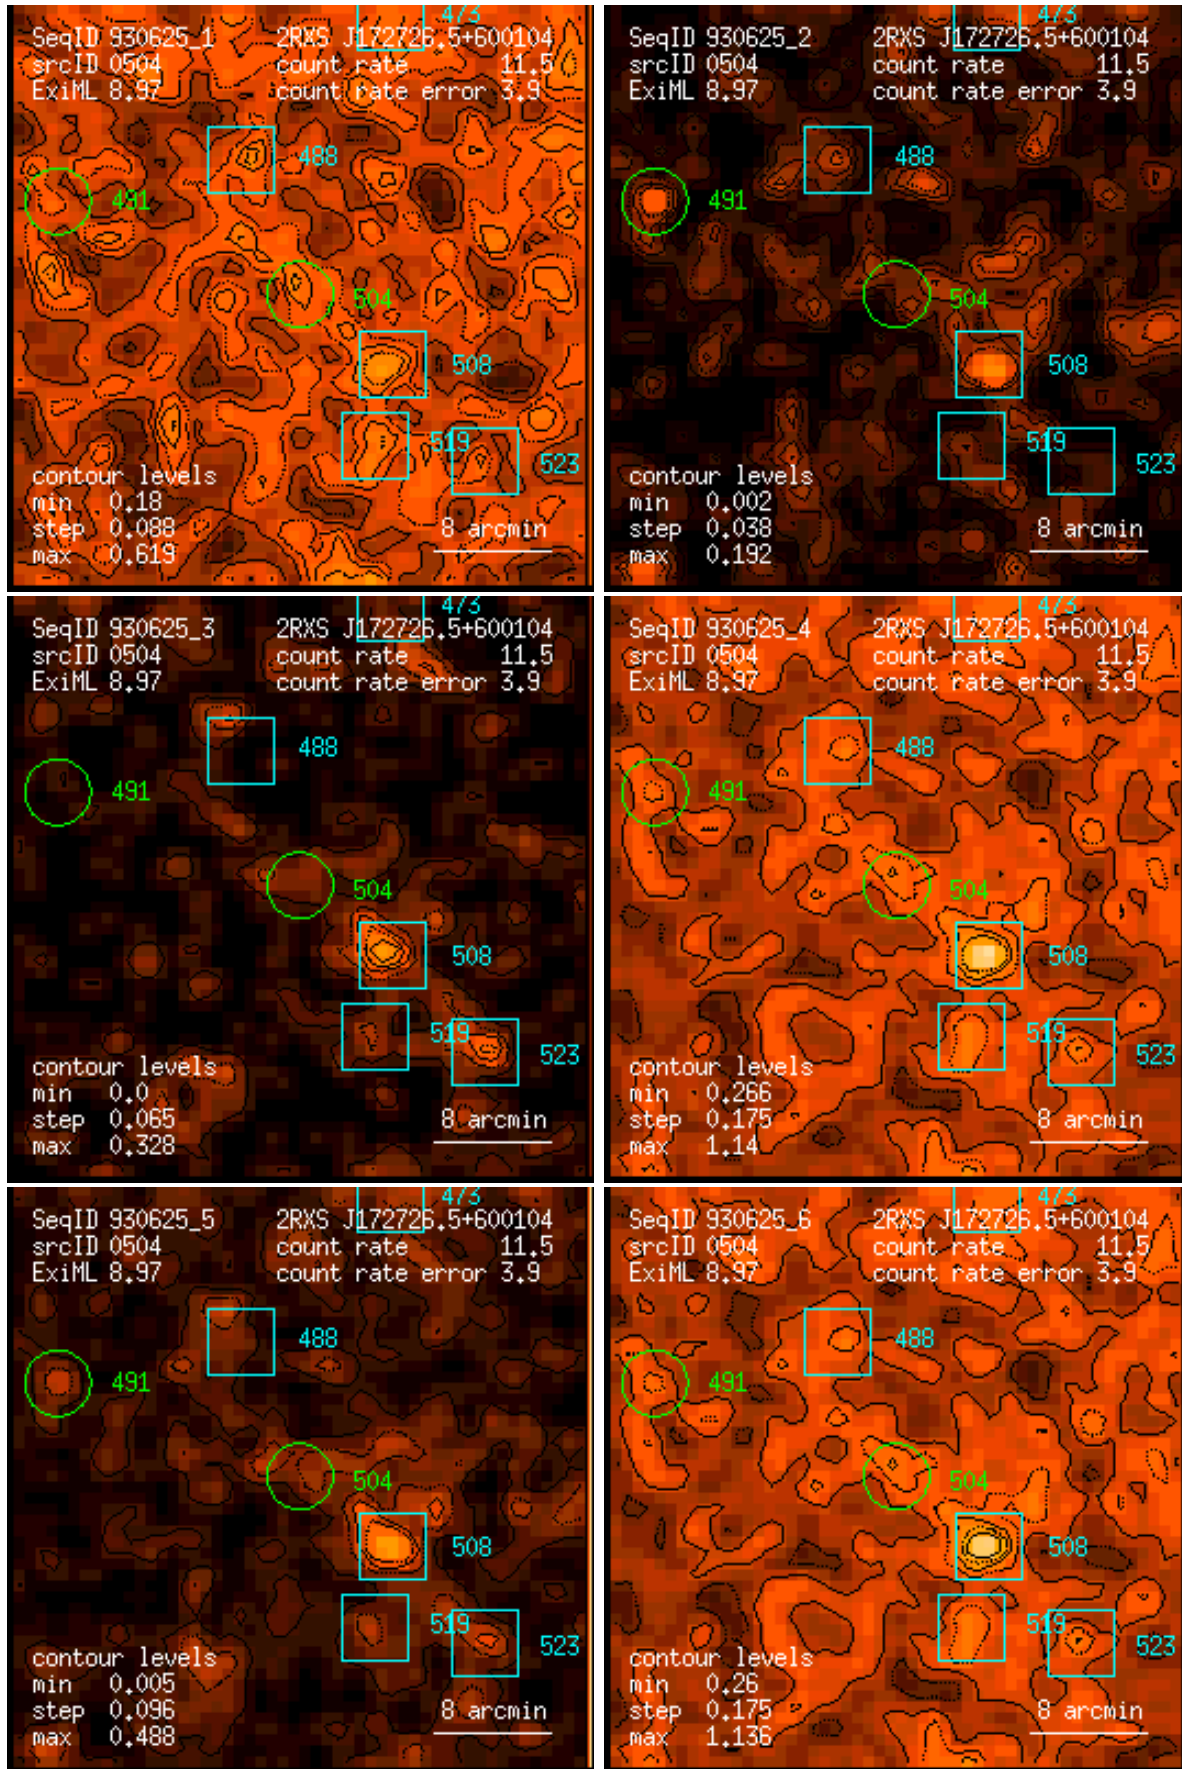 473
SeqID 930625_1 2RXS J172726.5+600104
srcID 0504 count rate 11.5
ExiML 8.97 count rate error 3.9
488
491
504
508
519
523
contour levels
min 0.18
step 0.088 8 arcmin
max 0.619
473
SeqID 930625_2 2RXS J172726.5+600104
srcID 0504 count rate 11.5
ExiML 8.97 count rate error 3.9
488
491
504
508
519
523
contour levels
min 0.002
step 0.038 8 arcmin
max 0.192
473
SeqID 930625_3 2RXS J172726.5+600104
srcID 0504 count rate 11.5
ExiML 8.97 count rate error 3.9
488
491
504
508
519
523
contour levels
min 0.0
step 0.065 8 arcmin
max 0.328
473
SeqID 930625_4 2RXS J172726.5+600104
srcID 0504 count rate 11.5
ExiML 8.97 count rate error 3.9
488
491
504
508
519
523
contour levels
min 0.266
step 0.175 8 arcmin
max 1.14
473
SeqID 930625_5 2RXS J172726.5+600104
srcID 0504 count rate 11.5
ExiML 8.97 count rate error 3.9
488
491
504
508
519
523
contour levels
min 0.005
step 0.096 8 arcmin
max 0.488
473
SeqID 930625_6 2RXS J172726.5+600104
srcID 0504 count rate 11.5
ExiML 8.97 count rate error 3.9
488
491
504
508
519
523
contour levels
min 0.26
step 0.175 8 arcmin
max 1.136